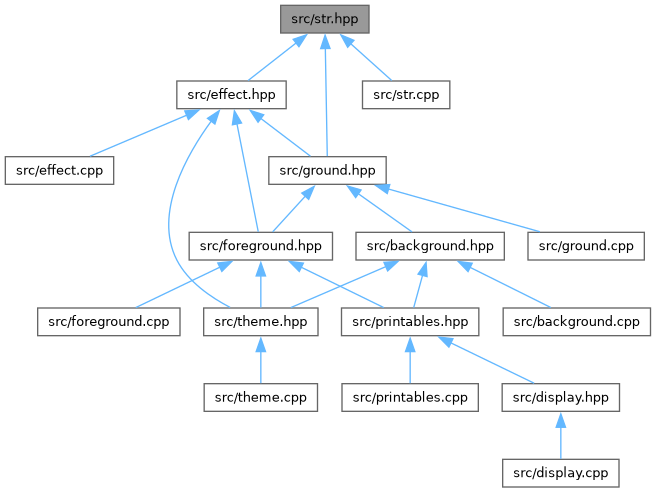 src/str.hpp
src/effect.hpp
src/str.cpp
src/effect.cpp
src/ground.hpp
src/foreground.hpp
src/background.hpp
src/ground.cpp
src/foreground.cpp
src/theme.hpp
src/printables.hpp
src/background.cpp
src/theme.cpp
src/printables.cpp
src/display.hpp
src/display.cpp